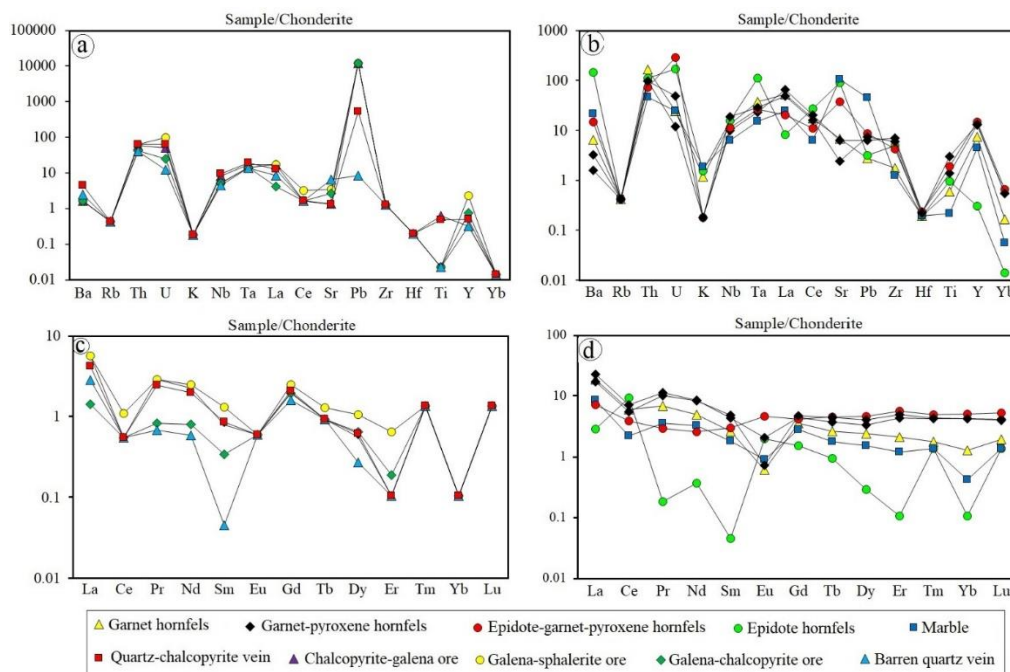 Sample/Chonderite
a
100000
10000
1000
100
10
1
0.1
0.01
Ba Rb Th U K Nb Ta La Ce Sr Pb Zr Hf Ti Y Yb
Sample/Chonderite
b
1000
100
10
1
0.1
0.01
Ba Rb Th U K Nb Ta La Ce Sr Pb Zr Hf Ti Y Yb
Sample/Chonderite
c
10
1
0.1
0.01
La Ce Pr Nd Sm Eu Gd Tb Dy Er Tm Yb Lu
Sample/Chonderite
d
100
10
1
0.1
0.01
La Ce Pr Nd Sm Eu Gd Tb Dy Er Tm Yb Lu
Garnet hornfels Garnet-pyroxene hornfels Epidote-garnet-pyroxene hornfels Epidote hornfels Marble
Quartz-chalcopyrite vein Chalcopyrite-galena ore Galena-sphalerite ore Galena-chalcopyrite ore Barren quartz vein